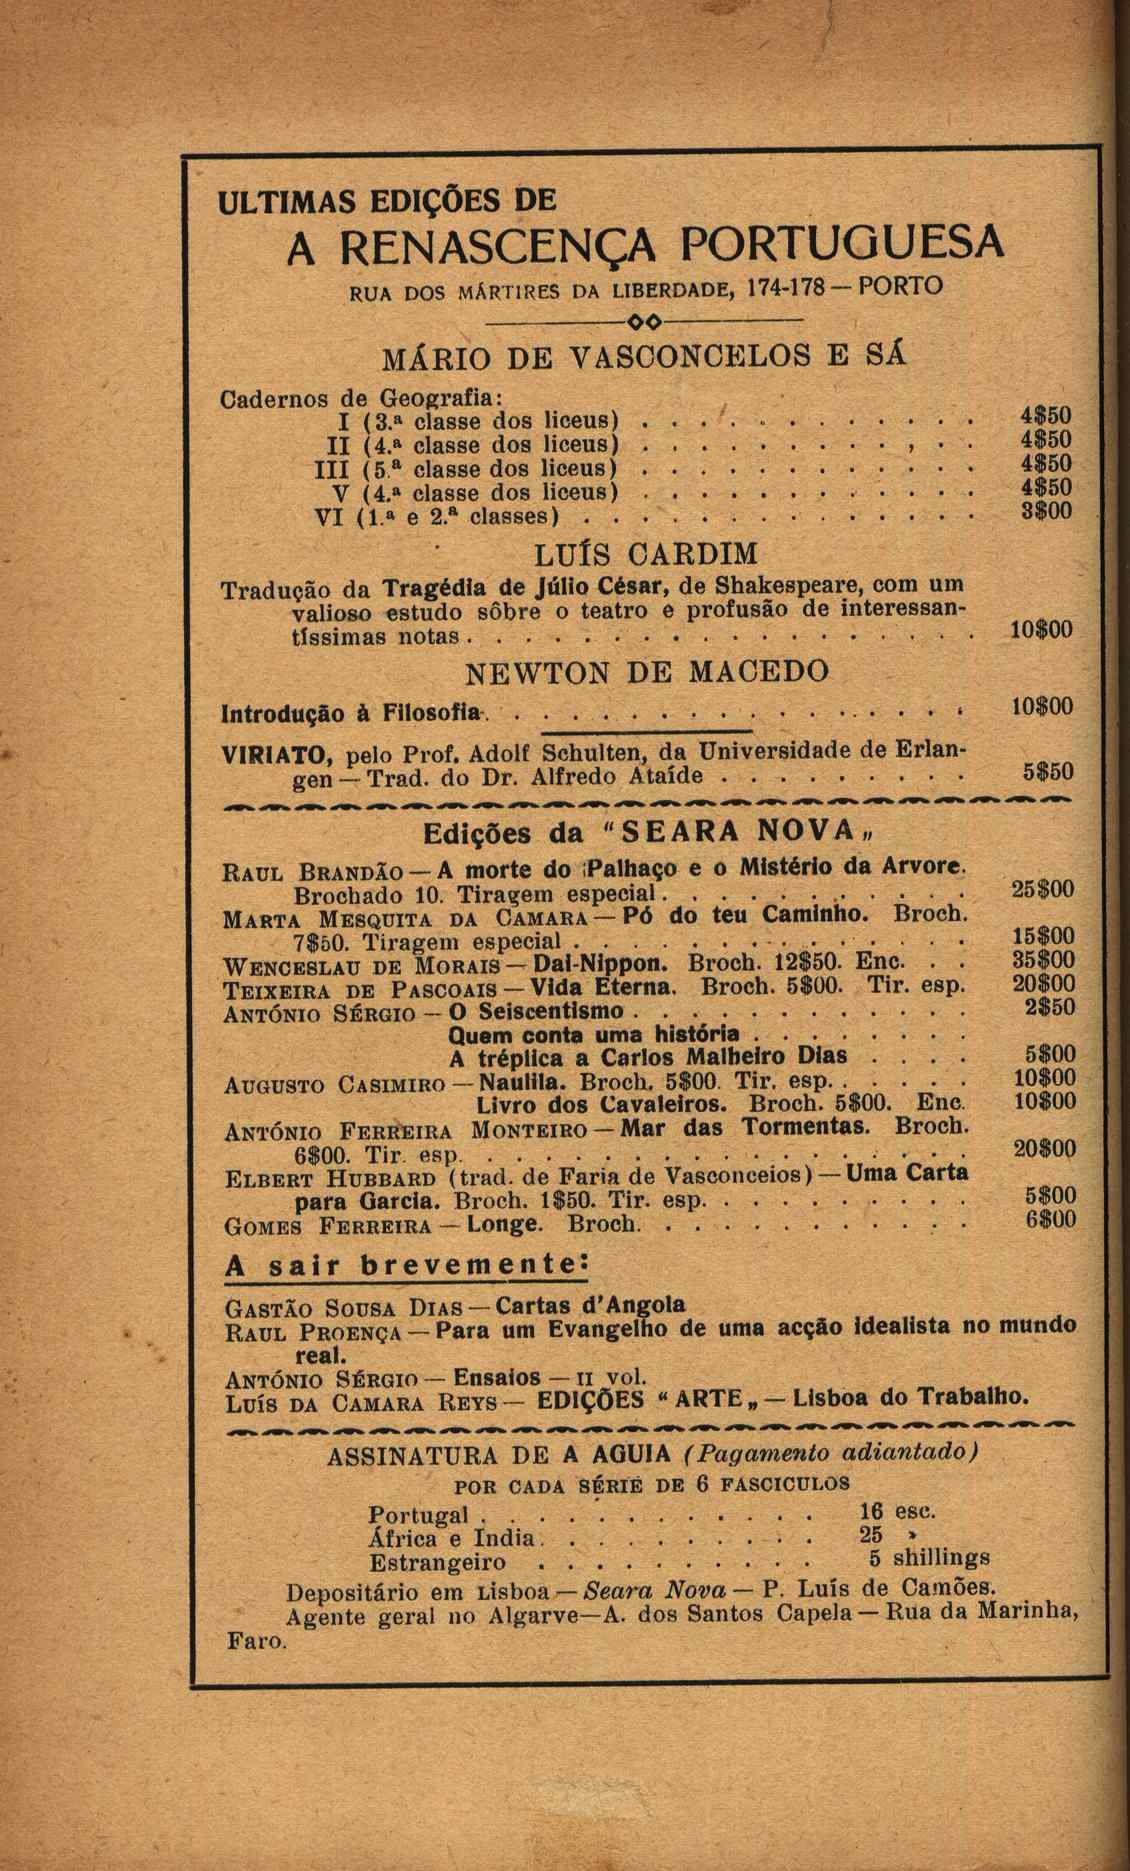 ULTIMAS EDIÇÕES DE
A RENASCENÇA PORTUGUESA
RUA DOS MÁRTIRES DA LIBERDADE, 174-178 — PORTO
MÁRIO DE VASCONCELOS E SÁ
Cadernos de Geografia:
I (3.ª classe dos liceus) . . . . . . . . . . . . 4$50
II (4.ª classe dos liceus) . . . . . . . . . . . . 4$50
III (5.ª classe dos liceus) . . . . . . . . . . . . 4$50
V (4.ª classe dos liceus) . . . . . . . . . . . . 4$50
VI (1.ª e 2.ª classes) . . . . . . . . . . . . . . 3$00
LUÍS CARDIM
Tradução da Tragédia de Júlio César, de Shakespeare, com um
valioso estudo sôbre o teatro e profusão de interessan-
tíssimas notas . . . . . . . . . . . . . . . . . . 10$00
NEWTON DE MACEDO
Introdução à Filosofia . . . . . . . . . . . . . . . . 10$00
VIRIATO, pelo Prof. Adolf Schulten, da Universidade de Erlan-
gen — Trad. do Dr. Alfredo Ataíde . . . . . . . . . 5$50
Edições da "SEARA NOVA„
RAUL BRANDÃO — A morte do Palhaço e o Mistério da Arvore.
Brochado 10. Tiragem especial . . . . . . . . . . . 25$00
MARTA MESQUITA DA CAMARA — Pó do teu Caminho. Broch.
7$50. Tiragem especial . . . . . . . . . . . . . . 15$00
WENCESLAU DE MORAIS — Dai-Nippon. Broch. 12$50. Enc. . . 35$00
TEIXEIRA DE PASCOAIS — Vida Eterna. Broch. 5$00. Tir. esp. 20$00
ANTÓNIO SÉRGIO — O Seiscentismo . . . . . . . . . . . . 2$50
Quem conta uma história . . . . . . . .
A tréplica a Carlos Malheiro Dias . . . . 5$00
AUGUSTO CASIMIRO — Naulila. Broch. 5$00. Tir. esp. . . . . . 10$00
Livro dos Cavaleiros. Broch. 5$00. Enc. 10$00
ANTÓNIO FERREIRA MONTEIRO — Mar das Tormentas. Broch.
6$00. Tir. esp. . . . . . . . . . . . . . . . . . 20$00
ELBERT HUBBARD (trad. de Faria de Vasconceios) — Uma Carta
para Garcia. Broch. 1$50. Tir. esp. . . . . . . . . . 5$00
GOMES FERREIRA — Longe. Broch. . . . . . . . . . . . . 6$00
A sair brevemente:
GASTÃO SOUSA DIAS — Cartas d'Angola
RAUL PROENÇA — Para um Evangelho de uma acção idealista no mundo
real.
ANTÓNIO SÉRGIO — Ensaios — II vol.
LUÍS DA CAMARA REYS — EDIÇÕES "ARTE„ — Lisboa do Trabalho.
ASSINATURA DE A AGUIA (Pagamento adiantado)
POR CADA SÉRIE DE 6 FASCICULOS
Portugal . . . . . . . . . . . . 16 esc.
África e India . . . . . . . . . . 25 »
Estrangeiro . . . . . . . . . . 5 shillings
Depositário em Lisboa — Seara Nova — P. Luís de Camões.
Agente geral no Algarve—A. dos Santos Capela — Rua da Marinha,
Faro.